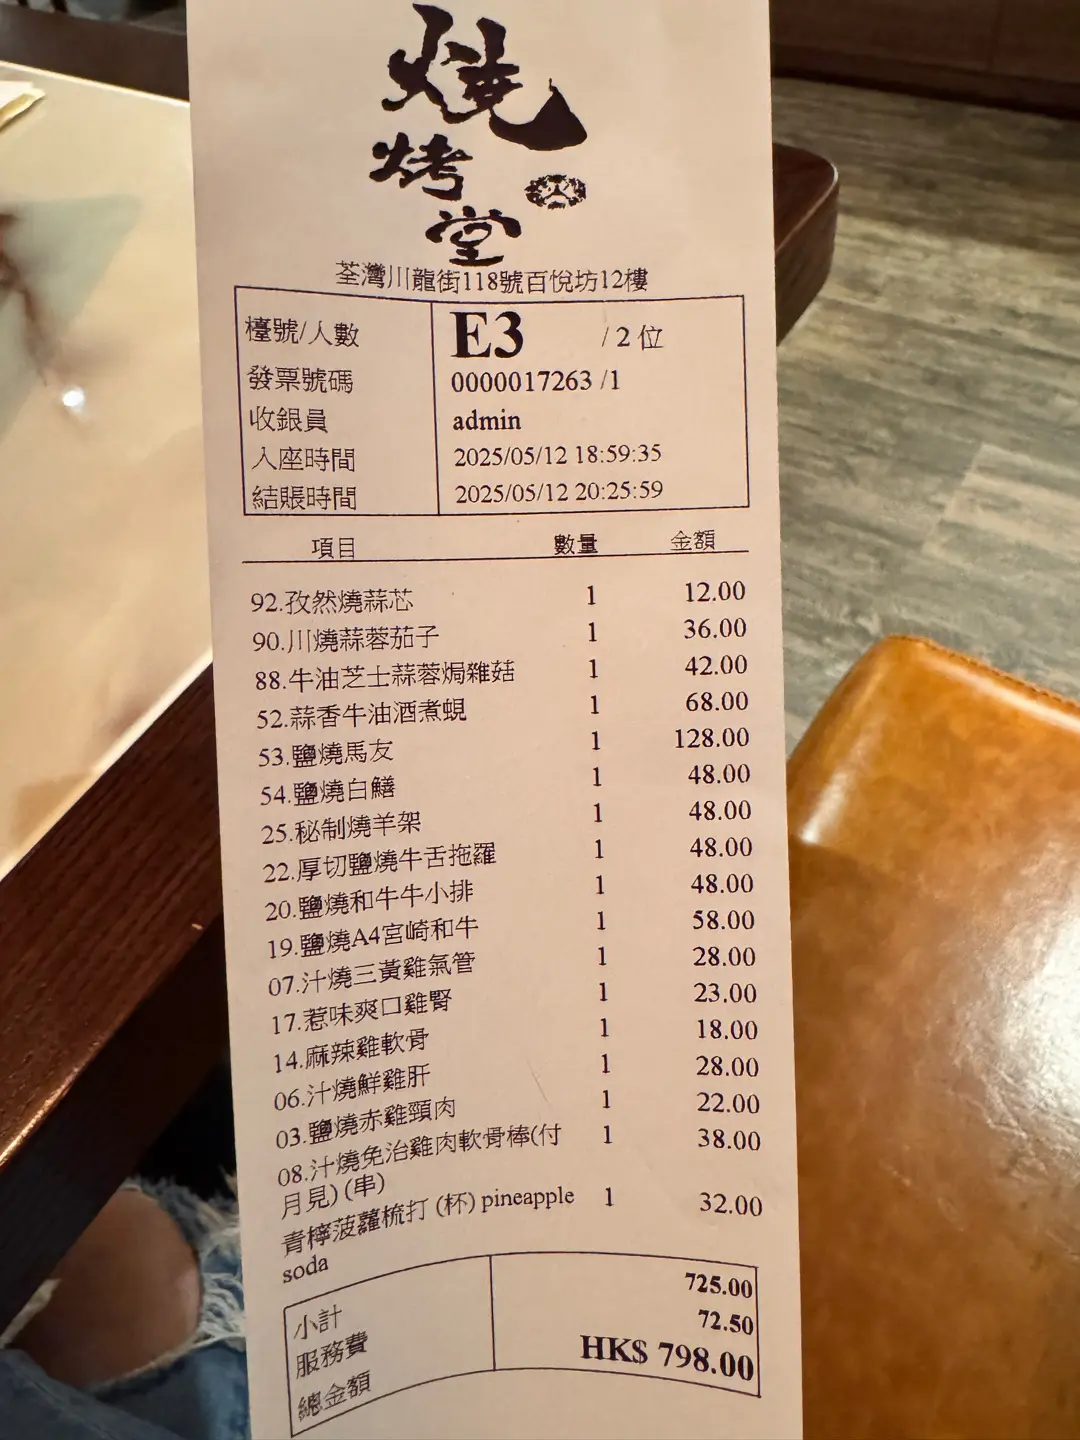 燒
烤
堂
荃灣川龍街118號百悅坊12樓
檯號/人數 E3 / 2 位
發票號碼 0000017263 /1
收銀員 admin
入座時間 2025/05/12 18:59:35
結賬時間 2025/05/12 20:25:59
項目 數量 金額
92.孜然燒蒜芯 1 12.00
90.川燒蒜蓉茄子 1 36.00
88.牛油芝士蒜蓉焗雜菇 1 42.00
52.蒜香牛油酒煮蜆 1 68.00
53.鹽燒馬友 1 128.00
54.鹽燒白鱔 1 48.00
25.秘制燒羊架 1 48.00
22.厚切鹽燒牛舌拖羅 1 48.00
20.鹽燒和牛牛小排 1 48.00
19.鹽燒A4宮崎和牛 1 58.00
07.汁燒三黃雞氣管 1 28.00
17.惹味爽口雞腎 1 23.00
14.麻辣雞軟骨 1 18.00
06.汁燒鮮雞肝 1 28.00
03.鹽燒赤雞頸肉 1 22.00
08.汁燒免治雞肉軟骨棒(付 1 38.00
月見) (串)
青檸菠蘿梳打 (杯) pineapple 1 32.00
soda
小計 725.00
服務費 72.50
總金額 HK$ 798.00